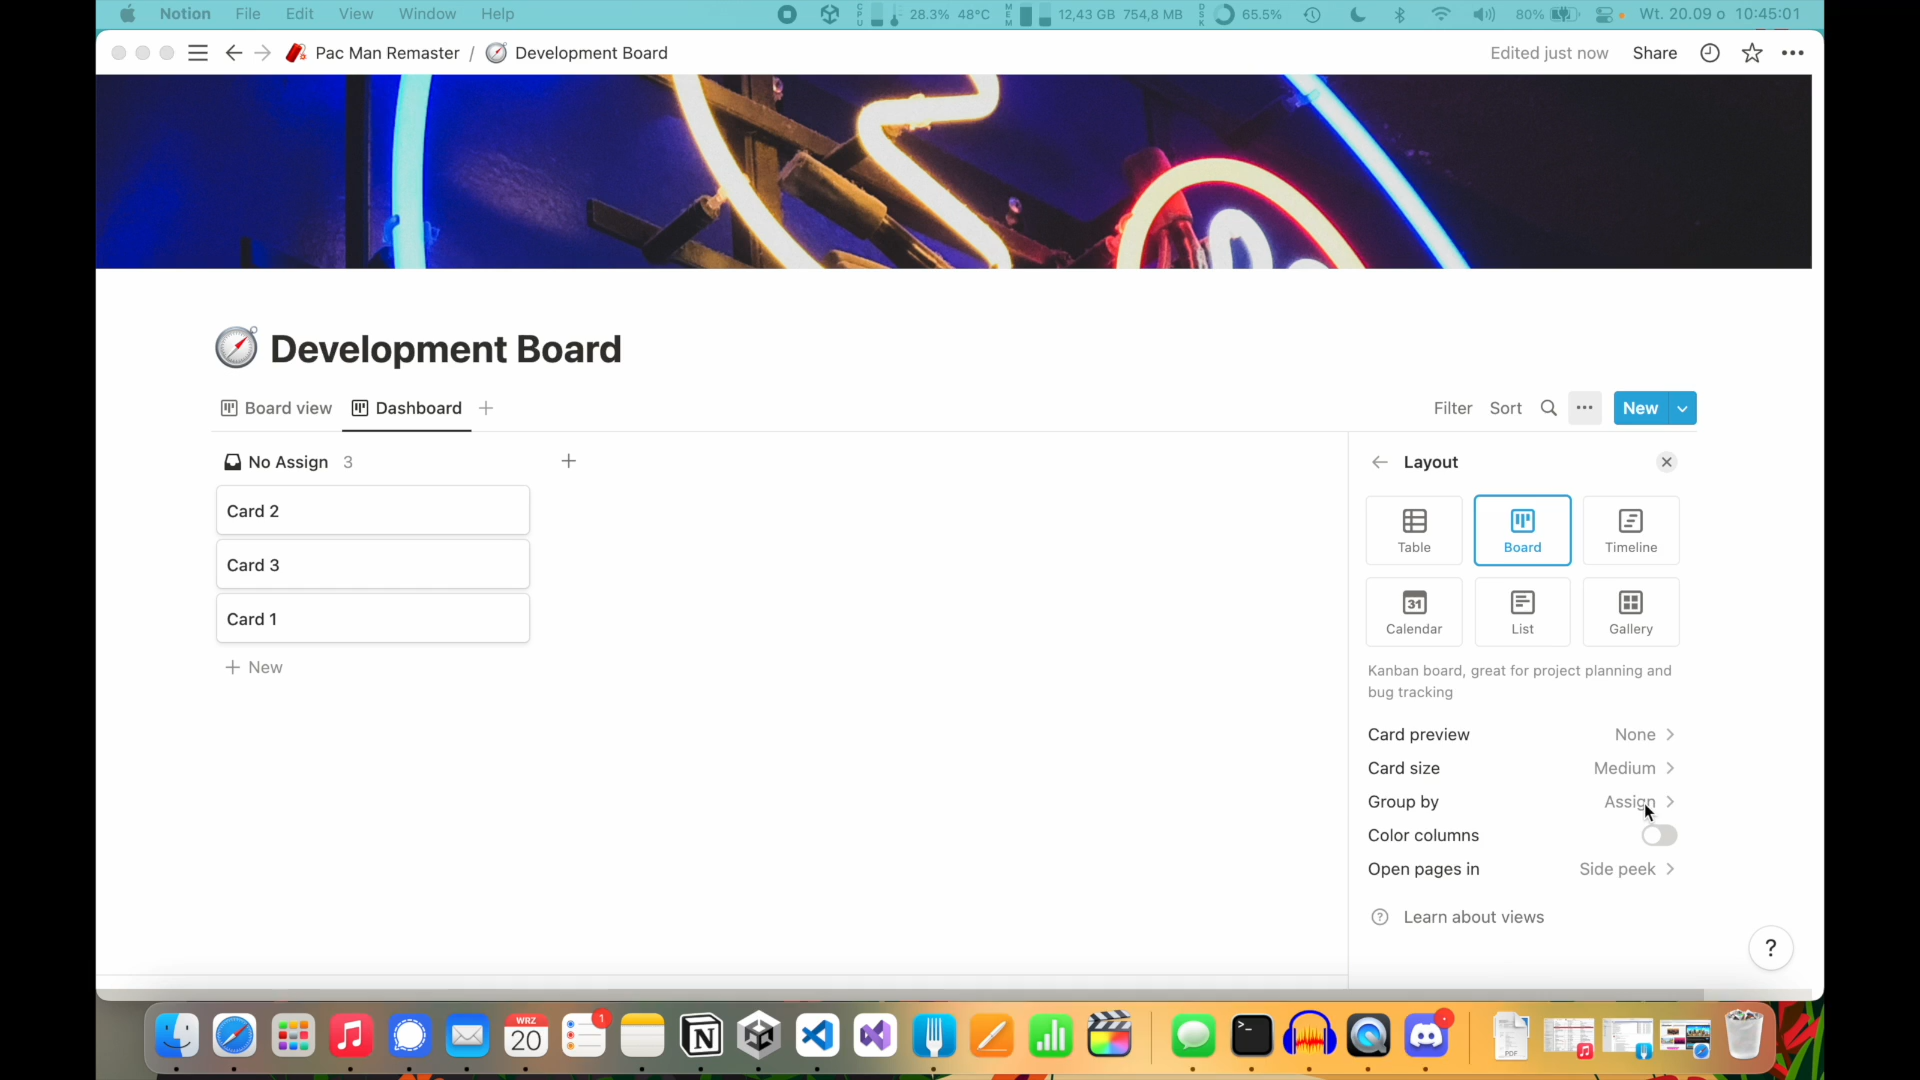 Notion File Edit View Window Help 28.3% 48°C 12,43 GB 754,8 MB 65.5% 80% Wt. 20.09 o 10:45:01
Pac Man Remaster / Development Board Edited just now Share
Development Board
Board view Dashboard Filter Sort New
No Assign 3
Card 2
Card 3
Card 1
New
Layout
Table Board Timeline
31
Calendar List Gallery
Kanban board, great for project planning and
bug tracking
Card preview None
Card size Medium
Group by Assign
Color columns
Open pages in Side peek
? Learn about views
?
WRZ
20
1
PDF